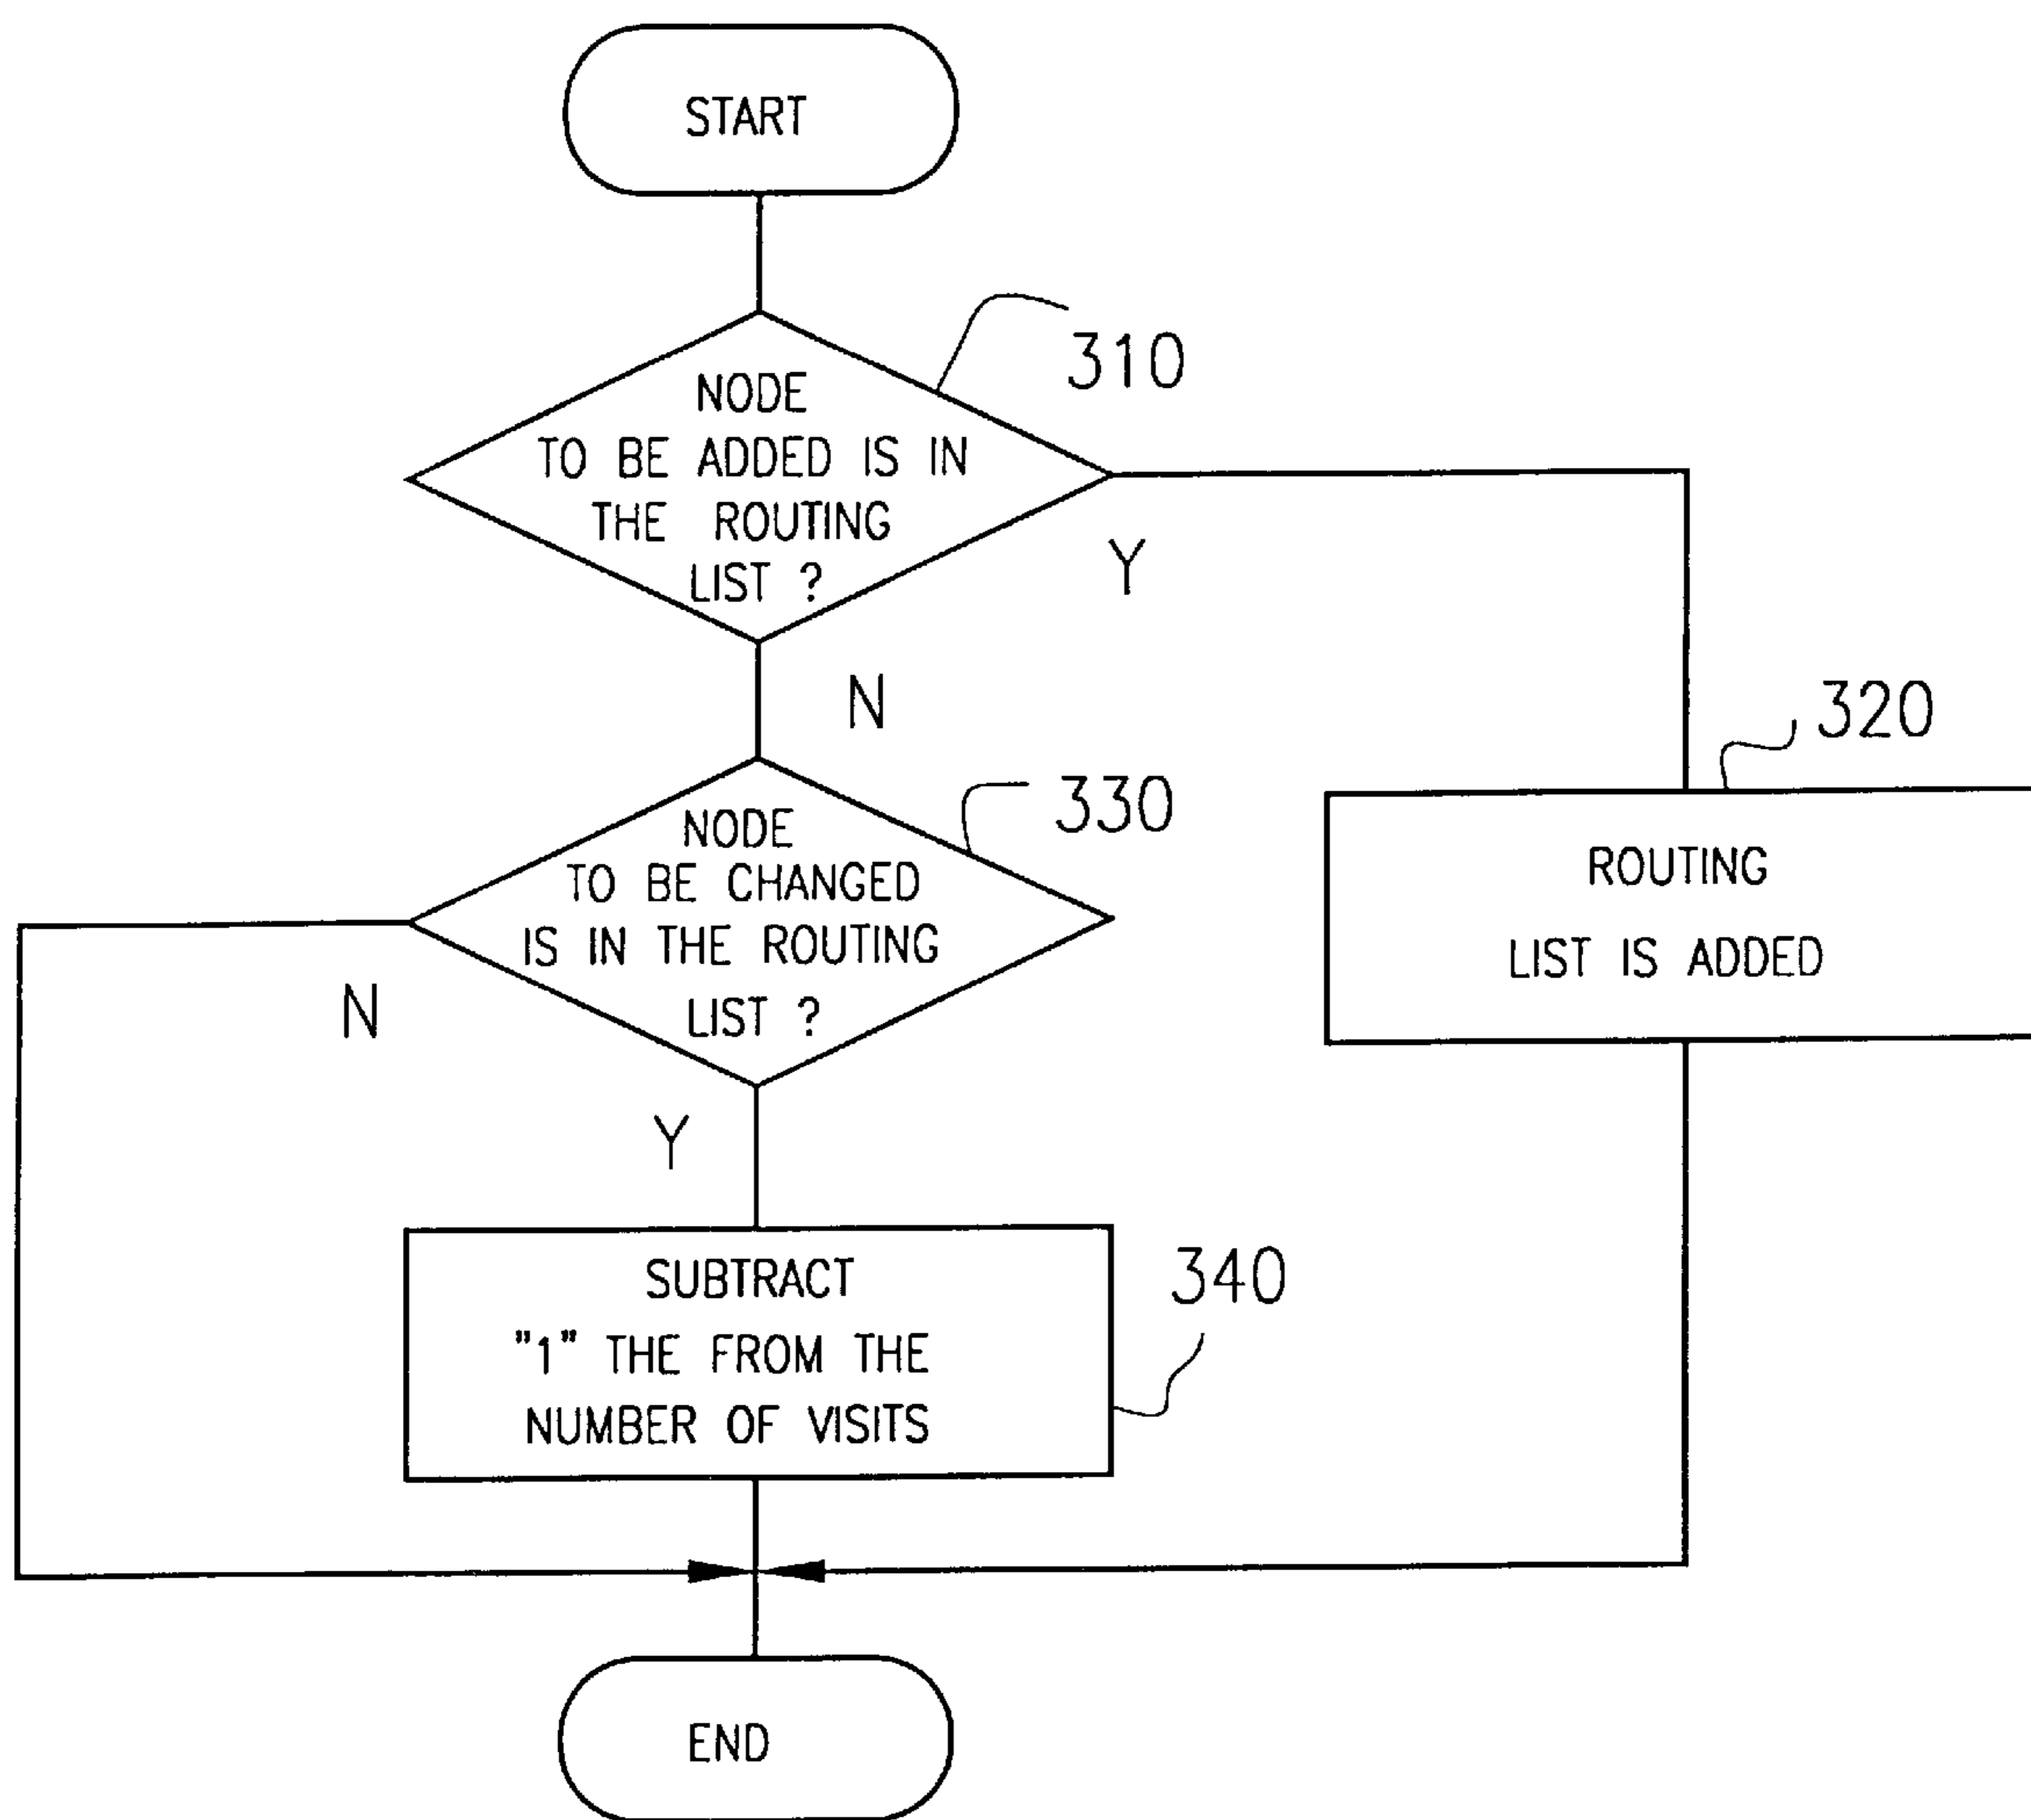 START
310
NODE
TO BE ADDED IS IN
THE ROUTING
LIST ?
Y
N
320
ROUTING
LIST IS ADDED
330
NODE
TO BE CHANGED
IS IN THE ROUTING
LIST ?
N
Y
340
SUBTRACT
"1" THE FROM THE
NUMBER OF VISITS
END